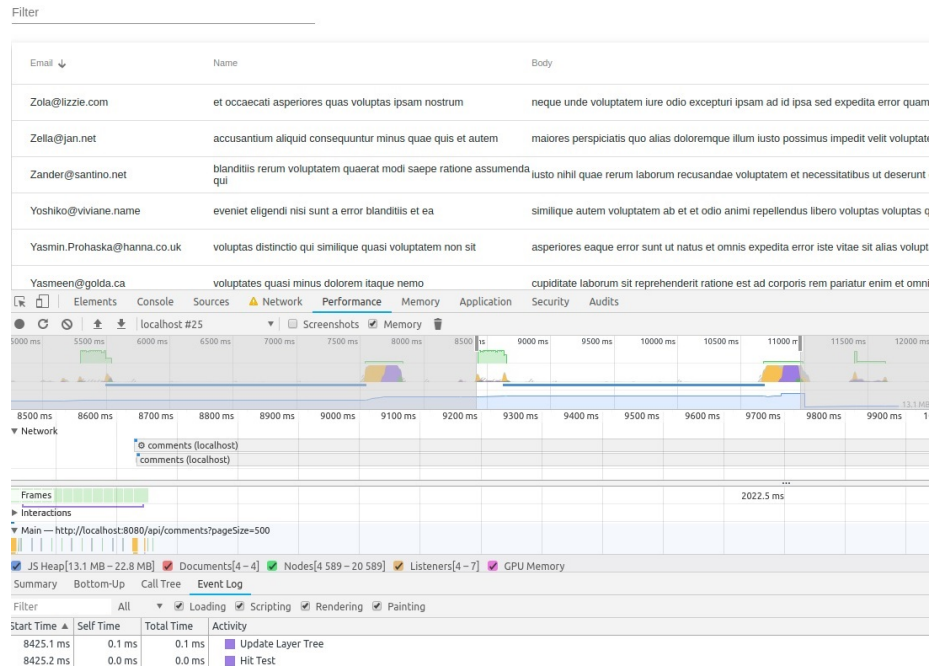 Filter
Email Name Body
Zola@lizzie.com et occaecati asperiores quas voluptas ipsam nostrum neque unde voluptatem iure odio excepturi ipsam ad id ipsa sed expedita error quam
Zella@jan.net accusantium aliquid consequuntur minus quae quis et autem maiores perspiciatis quo alias doloremque illum iusto possimus impedit velit voluptate
Zander@santino.net blanditiis rerum voluptatem quaerat modi saepe ratione assumenda qui iusto nihil quae rerum laborum recusandae voluptatem et necessitatibus ut deserunt
Yoshiko@viviane.name eveniet eligendi nisi sunt a error blanditiis et ea similique autem voluptatem ab et et odio animi repellendus libero voluptas voluptas q
Yasmin.Prohaska@hanna.co.uk voluptas distinctio qui similique quasi voluptatem non sit asperiores eaque error sunt ut natus et omnis expedita error iste vitae sit alias volupt
Yasmeen@golda.ca voluptates quasi minus dolorem itaque nemo cupiditate laborum sit reprehenderit ratione est ad corporis rem pariatur enim et omni
Elements Console Sources Network Performance Memory Application Security Audits
localhost #25 Screenshots Memory
5000 ms 5500 ms 6000 ms 6500 ms 7000 ms 7500 ms 8000 ms 8500 ms 9000 ms 9500 ms 10000 ms 10500 ms 11000 m 11500 ms 12000 ms
13.1 MB
8500 ms 8600 ms 8700 ms 8800 ms 8900 ms 9000 ms 9100 ms 9200 ms 9300 ms 9400 ms 9500 ms 9600 ms 9700 ms 9800 ms 9900 ms 1
Network
comments (localhost)
comments (localhost)
...
Frames 2022.5 ms
Interactions
Main — http://localhost:8080/api/comments?pageSize=500
JS Heap[13.1 MB – 22.8 MB] Documents[4 – 4] Nodes[4 589 – 20 589] Listeners[4 – 7] GPU Memory
Summary Bottom-Up Call Tree Event Log
Filter All Loading Scripting Rendering Painting
Start Time Self Time Total Time Activity
8425.1 ms 0.1 ms 0.1 ms Update Layer Tree
8425.2 ms 0.0 ms 0.0 ms Hit Test